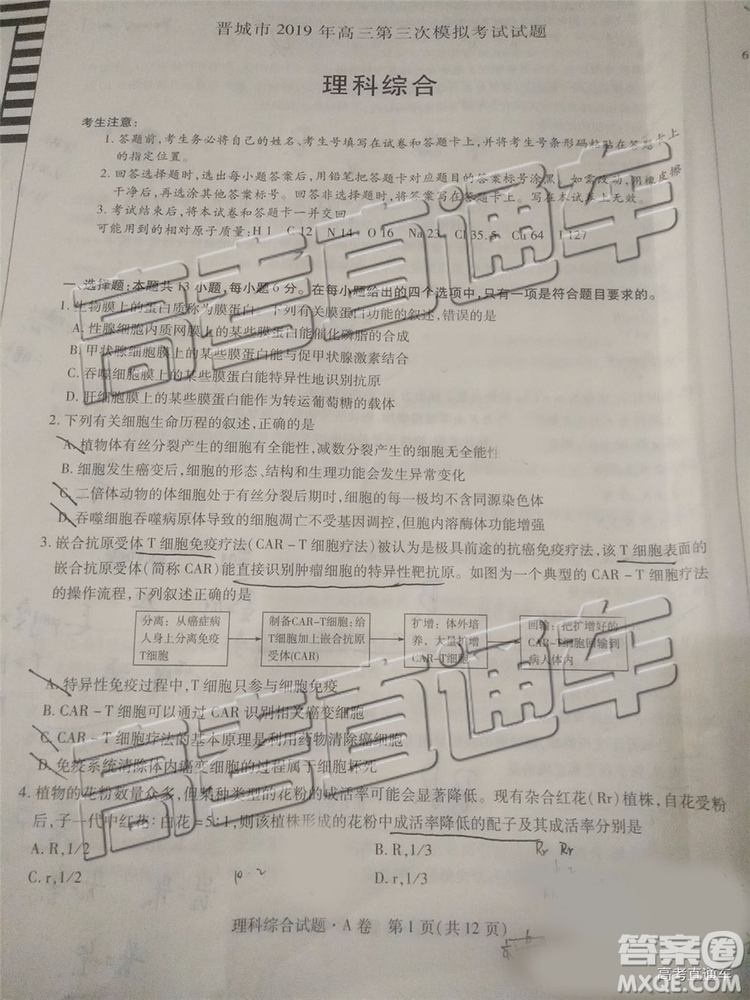 晋城市2019年高三第三次模拟考试试题
理科综合
考生注意：
1. 答题前，考生务必将自己的姓名、考生号填写在试卷和答题卡上，并将考生号条形码粘贴在答题卡上
的指定位置。
2. 回答选择题时，选出每小题答案后，用铅笔把答题卡对应题目的答案标号涂黑。如需改动，用橡皮擦
干净后，再选涂其他答案标号。回答非选择题时，将答案写在答题卡上。写在本试卷上无效。
3. 考试结束后，将本试卷和答题卡一并交回
可能用到的相对原子质量：H 1 C 12 N 14 O 16 Na 23 Cl 35.5 Cu 64 I 127
一、选择题：本题共13小题，每小题6分。在每小题给出的四个选项中，只有一项是符合题目要求的。
1. 生物膜上的蛋白质称为膜蛋白。下列有关膜蛋白功能的叙述，错误的是
A. 性腺细胞内质网膜上的某些膜蛋白能催化磷脂的合成
B. 甲状腺细胞膜上的某些膜蛋白能与促甲状腺激素结合
C. 吞噬细胞膜上的某些膜蛋白能特异性地识别抗原
D. 肝细胞膜上的某些膜蛋白能作为转运葡萄糖的载体
2. 下列有关细胞生命历程的叙述，正确的是
A. 植物体有丝分裂产生的细胞有全能性，减数分裂产生的细胞无全能性
B. 细胞发生癌变后，细胞的形态、结构和生理功能会发生异常变化
C. 二倍体动物的体细胞处于有丝分裂后期时，细胞的每一极均不含同源染色体
D. 吞噬细胞吞噬病原体导致的细胞凋亡不受基因调控，但胞内溶酶体功能增强
3. 嵌合抗原受体T细胞免疫疗法(CAR－T细胞疗法)被认为是极具前途的抗癌免疫疗法，该T细胞表面的
嵌合抗原受体(简称CAR)能直接识别肿瘤细胞的特异性靶抗原。如图为一个典型的CAR－T细胞疗法
的操作流程，下列叙述正确的是
分离：从癌症病
人身上分离免疫
T细胞
制备CAR-T细胞：给
T细胞加上嵌合抗原
受体(CAR)
扩增：体外培
养，大量扩增
CAR-T细胞
回输：把扩增好的
CAR-T细胞回输到
病人体内
A. 特异性免疫过程中，T细胞只参与细胞免疫
B. CAR－T细胞可以通过CAR识别相关癌变细胞
C. CAR－T细胞疗法的基本原理是利用药物清除癌细胞
D. 免疫系统清除体内癌变细胞的过程属于细胞坏死
4. 植物的花粉数量众多，但某种类型的花粉的成活率可能会显著降低。现有杂合红花(Rr)植株，自花受粉
后，子一代中红花：白花＝5：1，则该植株形成的花粉中成活率降低的配子及其成活率分别是
A. R，1/2
B. R，1/3
Rr Rr
C. r，1/2
D. r，1/3
理科综合试题·A卷 第1页(共12页)
高考直通车
高考直通车
答案圈
高考直通车
MXQE.COM